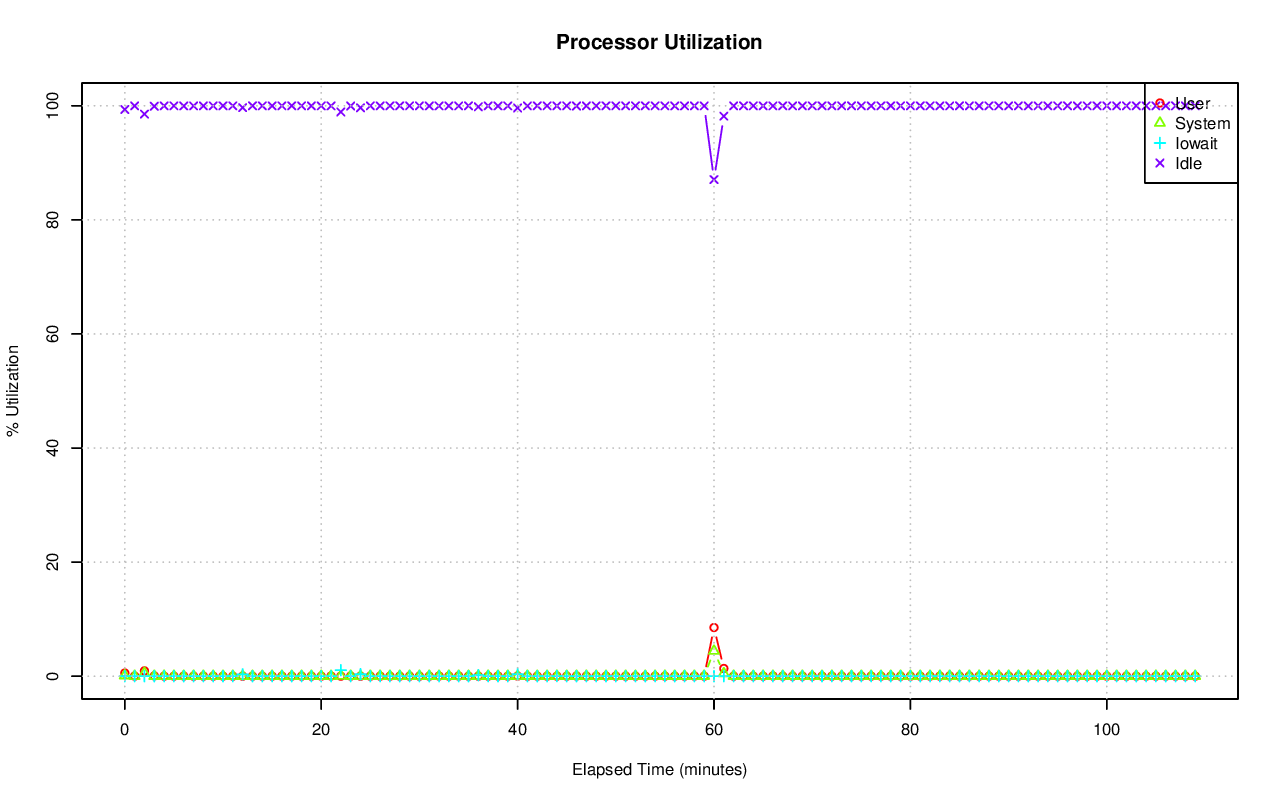 Processor Utilization
% Utilization
100
80
60
40
20
0
User
System
Iowait
Idle
0 20 40 60 80 100
Elapsed Time (minutes)